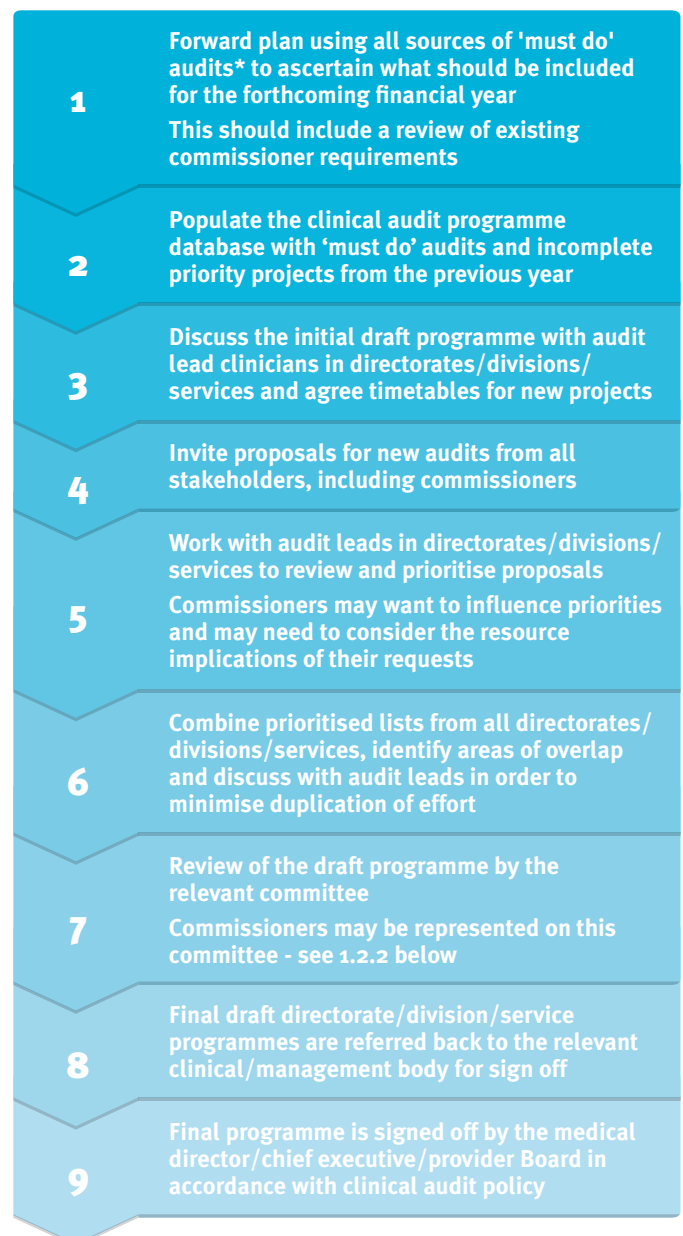 1
Forward plan using all sources of 'must do'
audits* to ascertain what should be included
for the forthcoming financial year
This should include a review of existing
commissioner requirements
2
Populate the clinical audit programme
database with ‘must do’ audits and incomplete
priority projects from the previous year
3
Discuss the initial draft programme with audit
lead clinicians in directorates/divisions/
services and agree timetables for new projects
4
Invite proposals for new audits from all
stakeholders, including commissioners
5
Work with audit leads in directorates/divisions/
services to review and prioritise proposals
Commissioners may want to influence priorities
and may need to consider the resource
implications of their requests
6
Combine prioritised lists from all directorates/
divisions/services, identify areas of overlap
and discuss with audit leads in order to
minimise duplication of effort
7
Review of the draft programme by the
relevant committee
Commissioners may be represented on this
committee - see 1.2.2 below
8
Final draft directorate/division/service
programmes are referred back to the relevant
clinical/management body for sign off
9
Final programme is signed off by the medical
director/chief executive/provider Board in
accordance with clinical audit policy